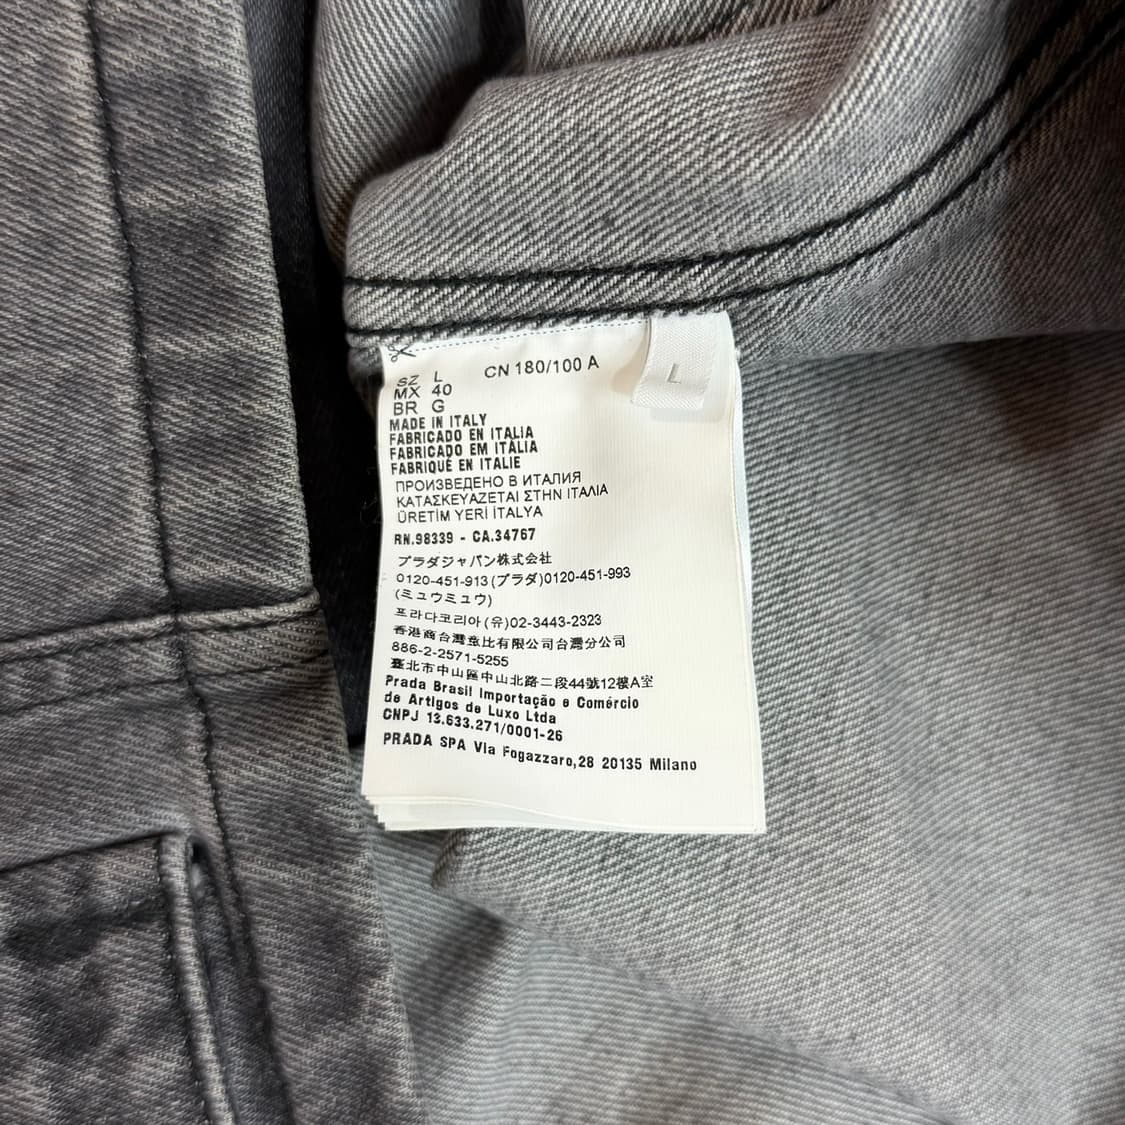 SZ L CN 180/100 A
MX 40
BR G
L
MADE IN ITALY
FABRICADO EN ITALIA
FABRICADO EM ITÁLIA
FABRIQUÉ EN ITALIE
ПРОИЗВЕДЕНО В ИТАЛИЯ
ΚΑΤΑΣΚΕΥΑΖΕΤΑΙ ΣΤΗΝ ΙΤΑΛΙΑ
ÜRETİM YERİ İTALYA
RN.98339 - CA.34767
プラダジャパン株式会社
0120-451-913(プラダ)0120-451-993
(ミュウミュウ)
프라다코리아(유)02-3443-2323
香港商台灣壹比有限公司台灣分公司
886-2-2571-5255
臺北市中山區中山北路二段44號12樓A室
Prada Brasil Importação e Comércio
de Artigos de Luxo Ltda
CNPJ 13.633.271/0001-26
PRADA SPA Via Fogazzaro,28 20135 Milano